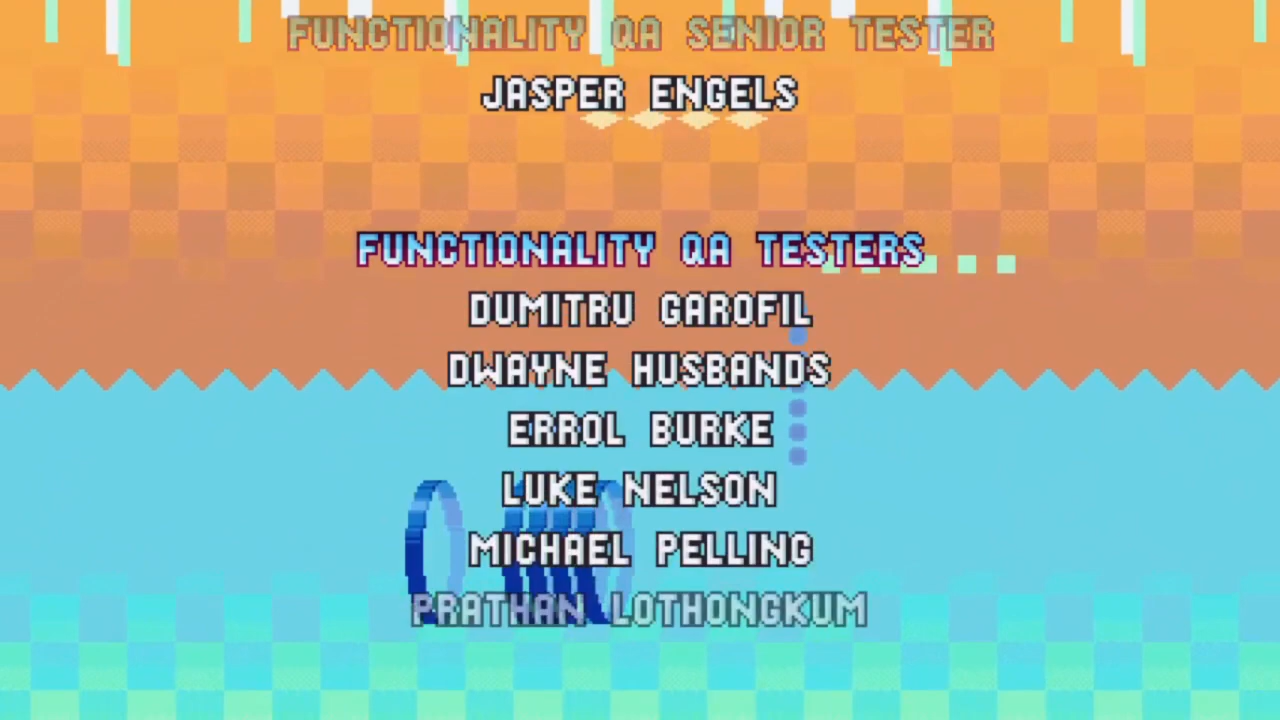 FUNCTIONALITY QA SENIOR TESTER
JASPER ENGELS
FUNCTIONALITY QA TESTERS
DUMITRU GAROFIL
DWAYNE HUSBANDS
ERROL BURKE
LUKE NELSON
MICHAEL PELLING
PRATHAN LOTHONGKUM